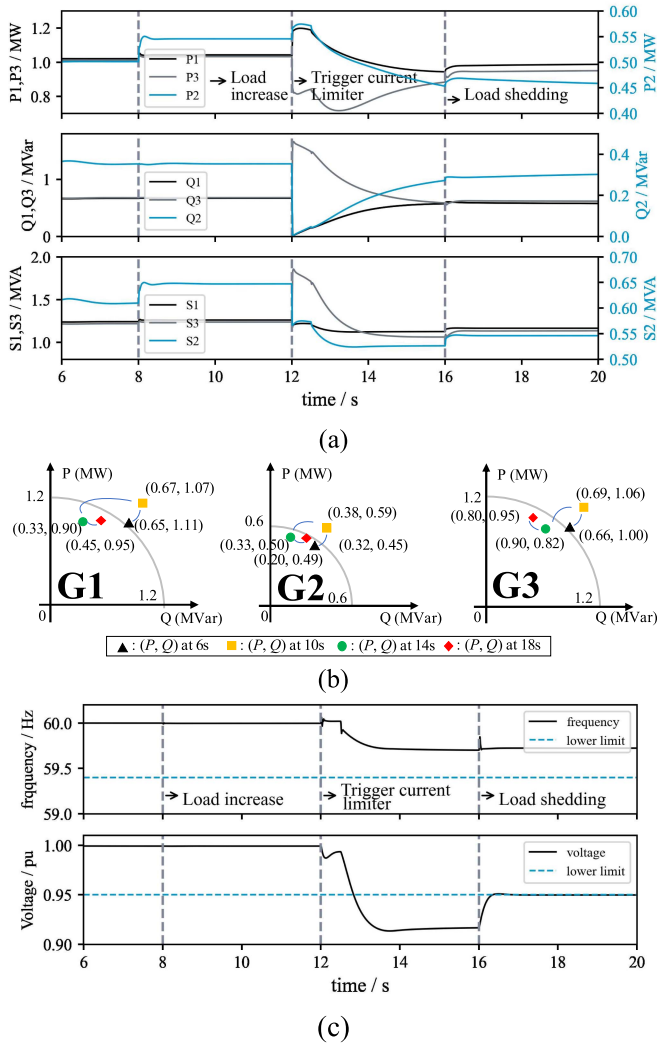 1.2
1.0
0.8
P1,P3 / MW
P1
P3
P2
Load
increase
Trigger current
Limiter
Load shedding
0.60
0.55
0.50
0.45
0.40
P2 / MW
1
0
Q1,Q3 / MVar
Q1
Q3
Q2
0.4
0.2
0.0
Q2 / MVar
2.0
1.5
1.0
S1,S3 / MVA
S1
S3
S2
0.70
0.65
0.60
0.55
0.50
S2 / MVA
6 8 10 12 14 16 18 20
time / s
(a)
P (MW)
1.2
(0.67, 1.07)
(0.33, 0.90)
(0.65, 1.11)
(0.45, 0.95)
G1
1.2
0
Q (MVar)
P (MW)
0.6
(0.38, 0.59)
(0.33, 0.50)
(0.32, 0.45)
(0.20, 0.49)
G2
0.6
0
Q (MVar)
P (MW)
1.2
(0.69, 1.06)
(0.80, 0.95)
(0.66, 1.00)
(0.90, 0.82)
G3
1.2
0
Q (MVar)
: (P, Q) at 6s : (P, Q) at 10s : (P, Q) at 14s : (P, Q) at 18s
(b)
60.0
59.5
59.0
frqquency / Hz
frequency
lower limit
Load increase
Trigger current
limiter
Load shedding
1.00
0.95
0.90
Voltage / pu
voltage
lower limit
6 8 10 12 14 16 18 20
time / s
(c)